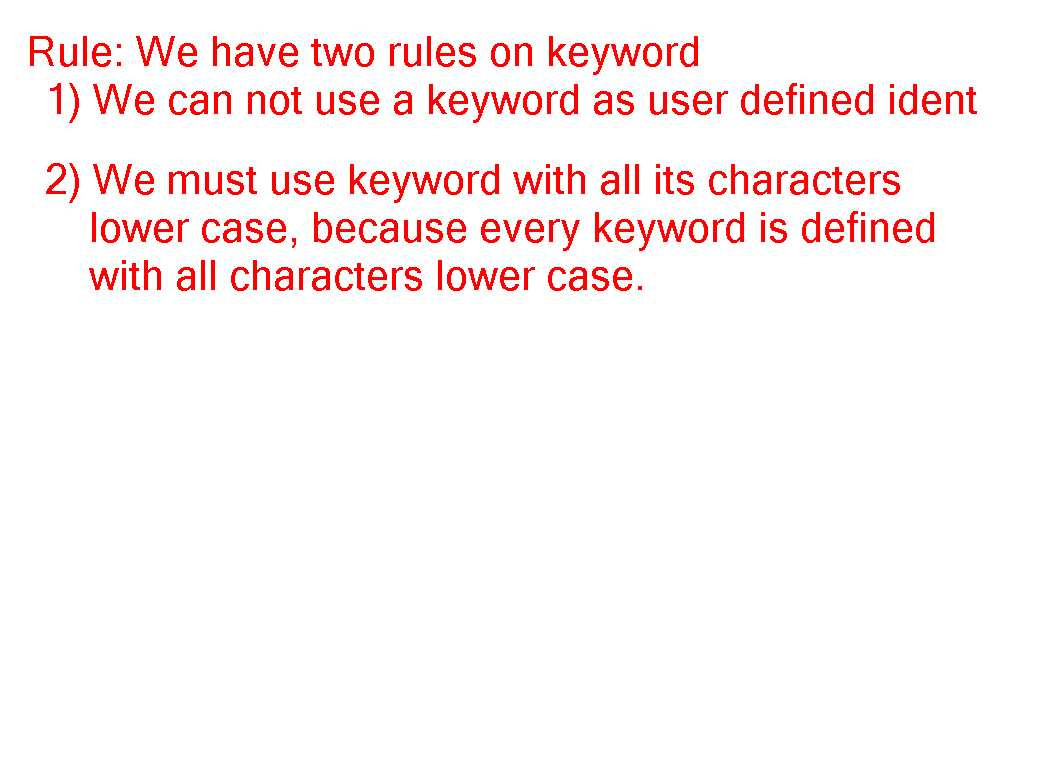 Rule: We have two rules on keyword
1) We can not use a keyword as user defined ident
2) We must use keyword with all its characters
lower case, because every keyword is defined
with all characters lower case.